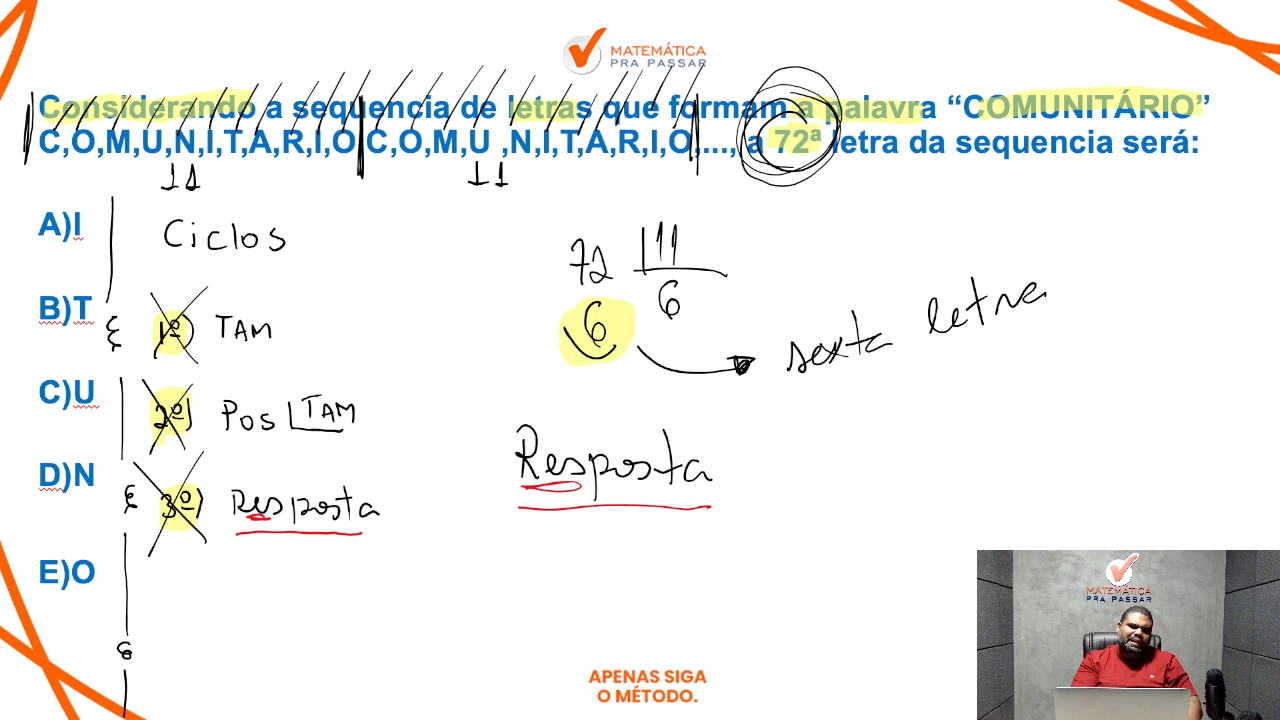 MATEMÁTICA
PRA PASSAR
Considerando a sequencia de letras que formam a palavra “COMUNITÁRIO”
C,O,M,U,N,I,T,A,R,I,O C,O,M,U ,N,I,T,A,R,I,O,..., a 72ª letra da sequencia será:
11 11
A)I
Ciclos
72 11
6 6
sexta letra
B)T
1º) TAM
C)U
2º) Pos TAM
D)N
3º) Resposta
Resposta
E)O
MATEMÁTICA
PRA PASSAR
APENAS SIGA
O MÉTODO.